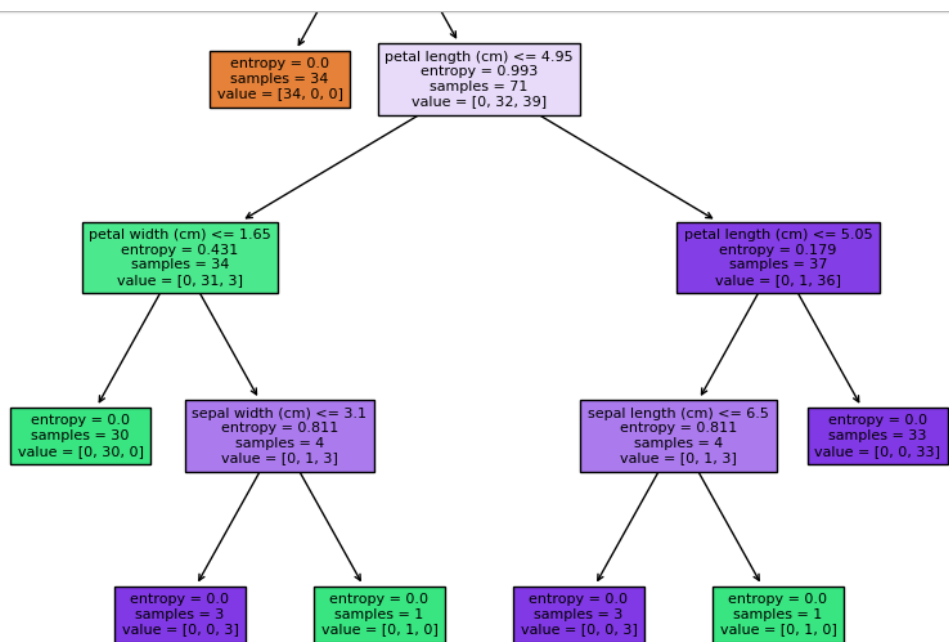 entropy = 0.0
samples = 34
value = [34, 0, 0]
petal length (cm) <= 4.95
entropy = 0.993
samples = 71
value = [0, 32, 39]
petal width (cm) <= 1.65
entropy = 0.431
samples = 34
value = [0, 31, 3]
petal length (cm) <= 5.05
entropy = 0.179
samples = 37
value = [0, 1, 36]
entropy = 0.0
samples = 30
value = [0, 30, 0]
sepal width (cm) <= 3.1
entropy = 0.811
samples = 4
value = [0, 1, 3]
sepal length (cm) <= 6.5
entropy = 0.811
samples = 4
value = [0, 1, 3]
entropy = 0.0
samples = 33
value = [0, 0, 33]
entropy = 0.0
samples = 3
value = [0, 0, 3]
entropy = 0.0
samples = 1
value = [0, 1, 0]
entropy = 0.0
samples = 3
value = [0, 0, 3]
entropy = 0.0
samples = 1
value = [0, 1, 0]